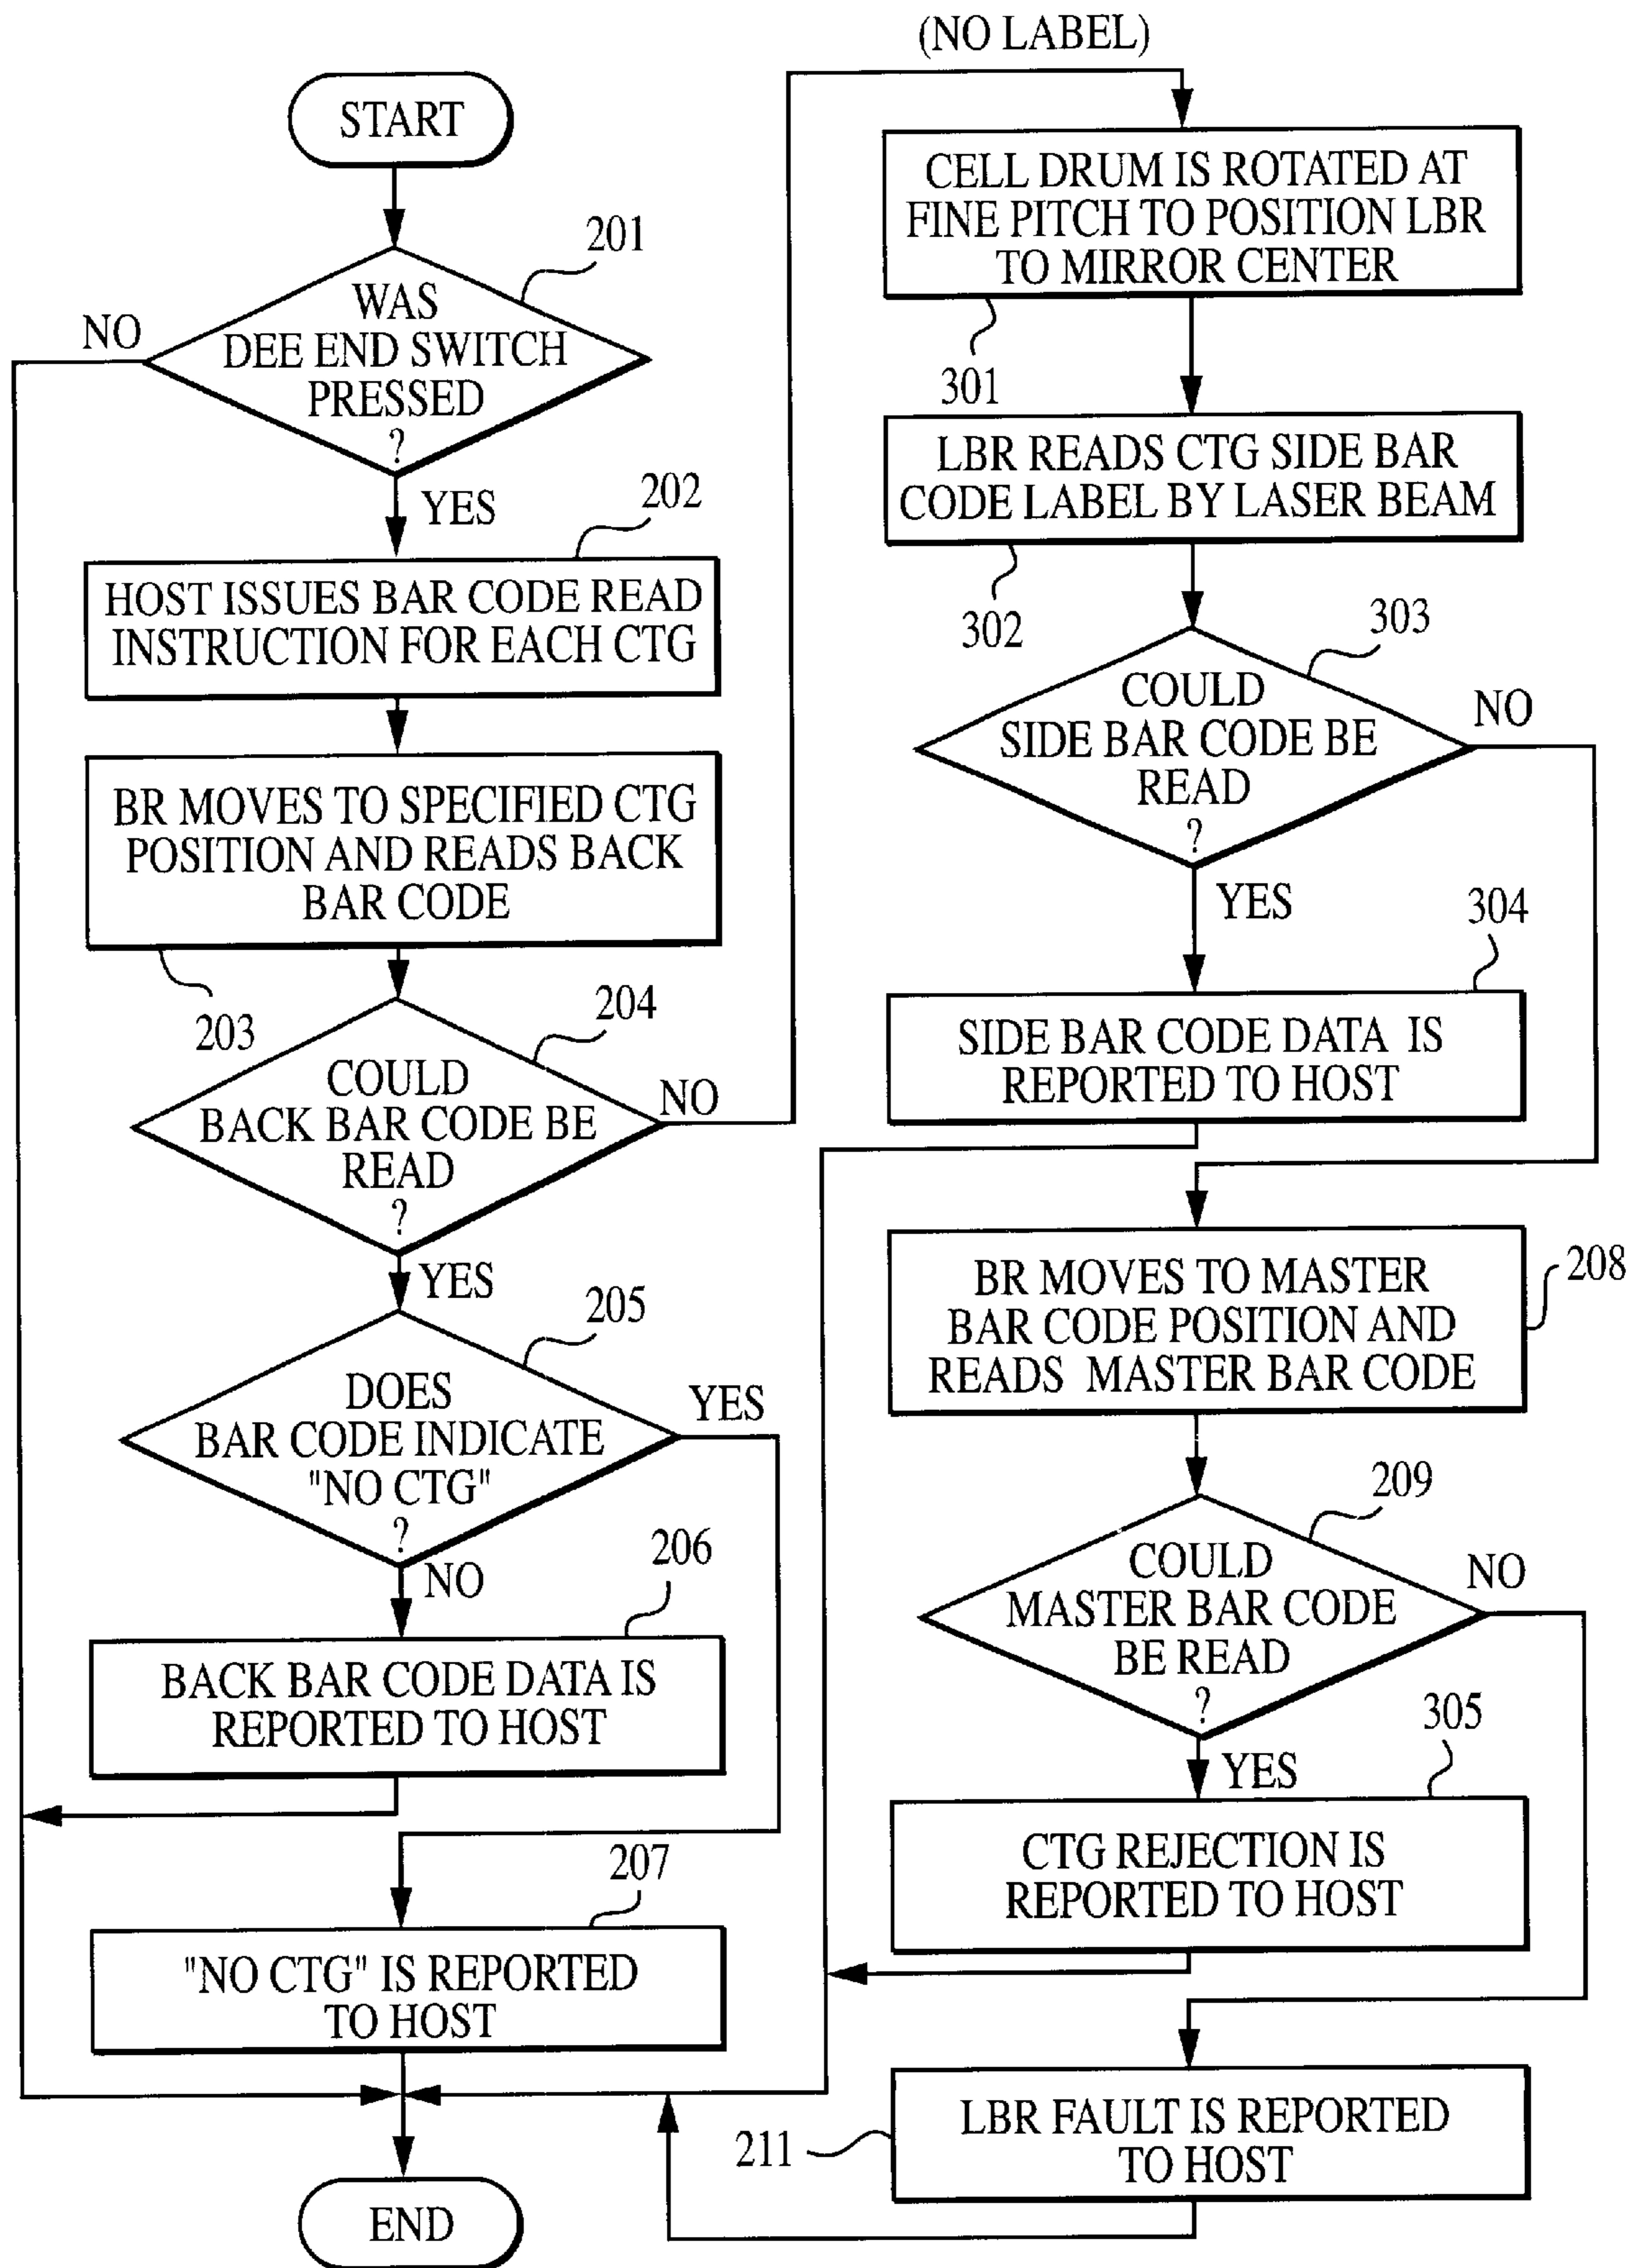 START
201
WAS
DEE END SWITCH
PRESSED
?
NO
YES
202
HOST ISSUES BAR CODE READ
INSTRUCTION FOR EACH CTG
BR MOVES TO SPECIFIED CTG
POSITION AND READS BACK
BAR CODE
203
204
COULD
BACK BAR CODE BE
READ
?
NO
YES
205
DOES
BAR CODE INDICATE
"NO CTG"
?
YES
NO
206
BACK BAR CODE DATA IS
REPORTED TO HOST
207
"NO CTG" IS REPORTED
TO HOST
END
(NO LABEL)
CELL DRUM IS ROTATED AT
FINE PITCH TO POSITION LBR
TO MIRROR CENTER
301
LBR READS CTG SIDE BAR
CODE LABEL BY LASER BEAM
302
303
COULD
SIDE BAR CODE BE
READ
?
NO
YES
304
SIDE BAR CODE DATA IS
REPORTED TO HOST
BR MOVES TO MASTER
BAR CODE POSITION AND
READS MASTER BAR CODE
208
209
COULD
MASTER BAR CODE
BE READ
?
NO
YES
305
CTG REJECTION IS
REPORTED TO HOST
LBR FAULT IS REPORTED
TO HOST
211